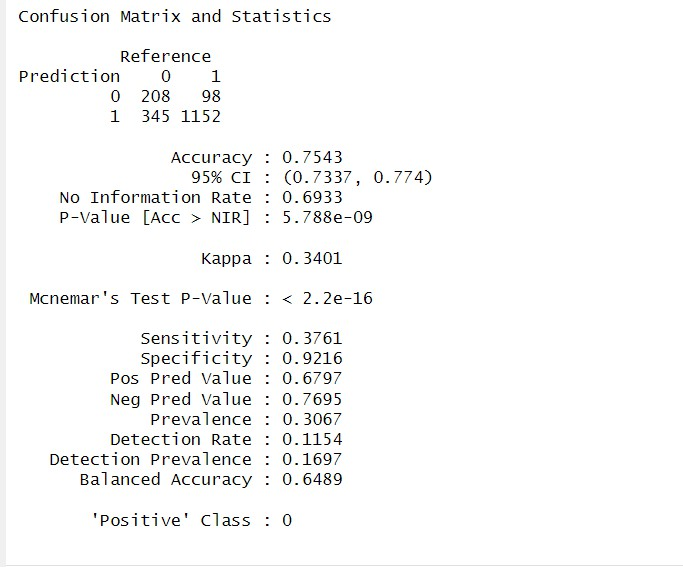 Confusion Matrix and Statistics
Reference
Prediction 0 1
0 208 98
1 345 1152
Accuracy : 0.7543
95% CI : (0.7337, 0.774)
No Information Rate : 0.6933
P-Value [Acc > NIR] : 5.788e-09
Kappa : 0.3401
Mcnemar's Test P-Value : < 2.2e-16
Sensitivity : 0.3761
Specificity : 0.9216
Pos Pred Value : 0.6797
Neg Pred Value : 0.7695
Prevalence : 0.3067
Detection Rate : 0.1154
Detection Prevalence : 0.1697
Balanced Accuracy : 0.6489
'Positive' Class : 0